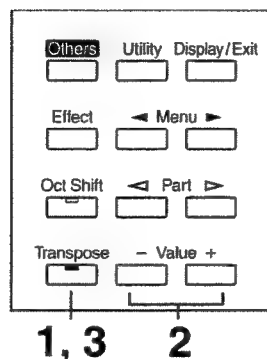 Others Utility Display/Exit
Effect ◄ Menu ►
Oct Shift ◁ Part ▷
Transpose − Value +
1, 3 2